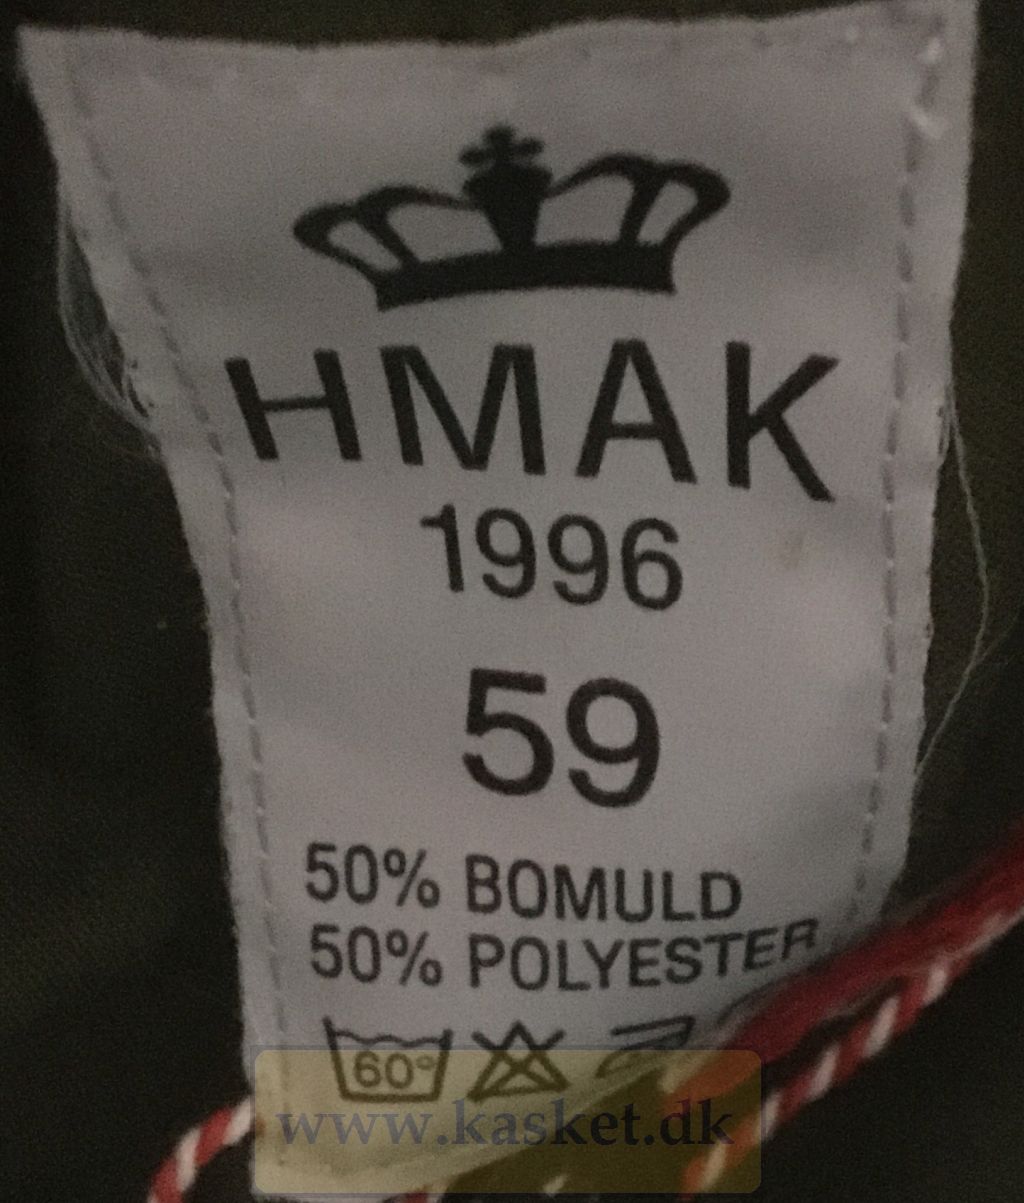 HMAK
1996
59
50% BOMULD
50% POLYESTER
60°
www.kasket.dk